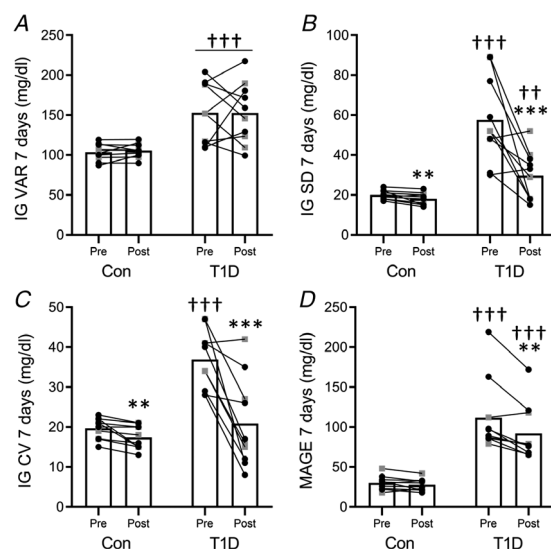 A
IG VAR 7 days (mg/dl)
250
200
150
100
50
0
†††
Pre Post Pre Post
Con T1D
B
IG SD 7 days (mg/dl)
100
80
60
40
20
0
†††
††
***
**
Pre Post Pre Post
Con T1D
C
IG CV 7 days (mg/dl)
50
40
30
20
10
0
†††
***
**
Pre Post Pre Post
Con T1D
D
MAGE 7 days (mg/dl)
250
200
150
100
50
0
†††
†††
**
Pre Post Pre Post
Con T1D